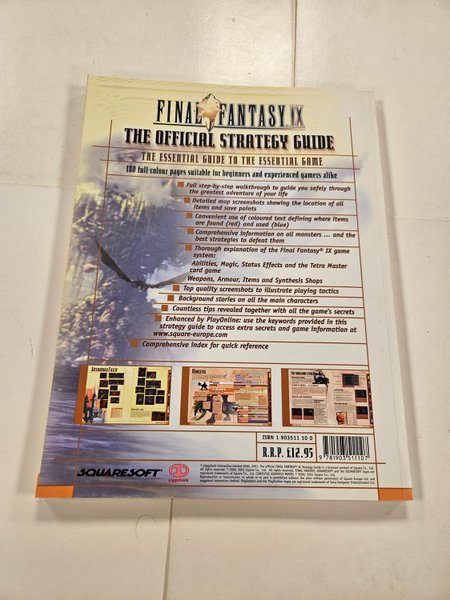 FINAL FANTASY IX
THE OFFICIAL STRATEGY GUIDE
THE ESSENTIAL GUIDE TO THE ESSENTIAL GAME
180 full-colour pages suitable for beginners and experienced gamers alike
Full step-by-step walkthrough to guide you safely through
the greatest adventure of your life
Detailed map screenshots showing the location of all
items and save points
Convenient use of coloured text defining where items
are found (red) and used (blue)
Comprehensive information on all monsters ... and the
best strategies to defeat them
Thorough explanation of the Final Fantasy® IX game
system:
Abilities, Magic, Status Effects and the Tetra Master
card game
Weapons, Armour, Items and Synthesis Shops
Top quality screenshots to illustrate playing tactics
Background stories on all the main characters
Countless tips revealed together with all the game's secrets
Enhanced by PlayOnline: use the keywords provided in this
strategy guide to access extra secrets and game information at
www.square-europe.com
Comprehensive index for quick reference
ISBN 1 903511 10 0
R.R.P. £12.95
9 781903 511107
SQUARESOFT
piggyback